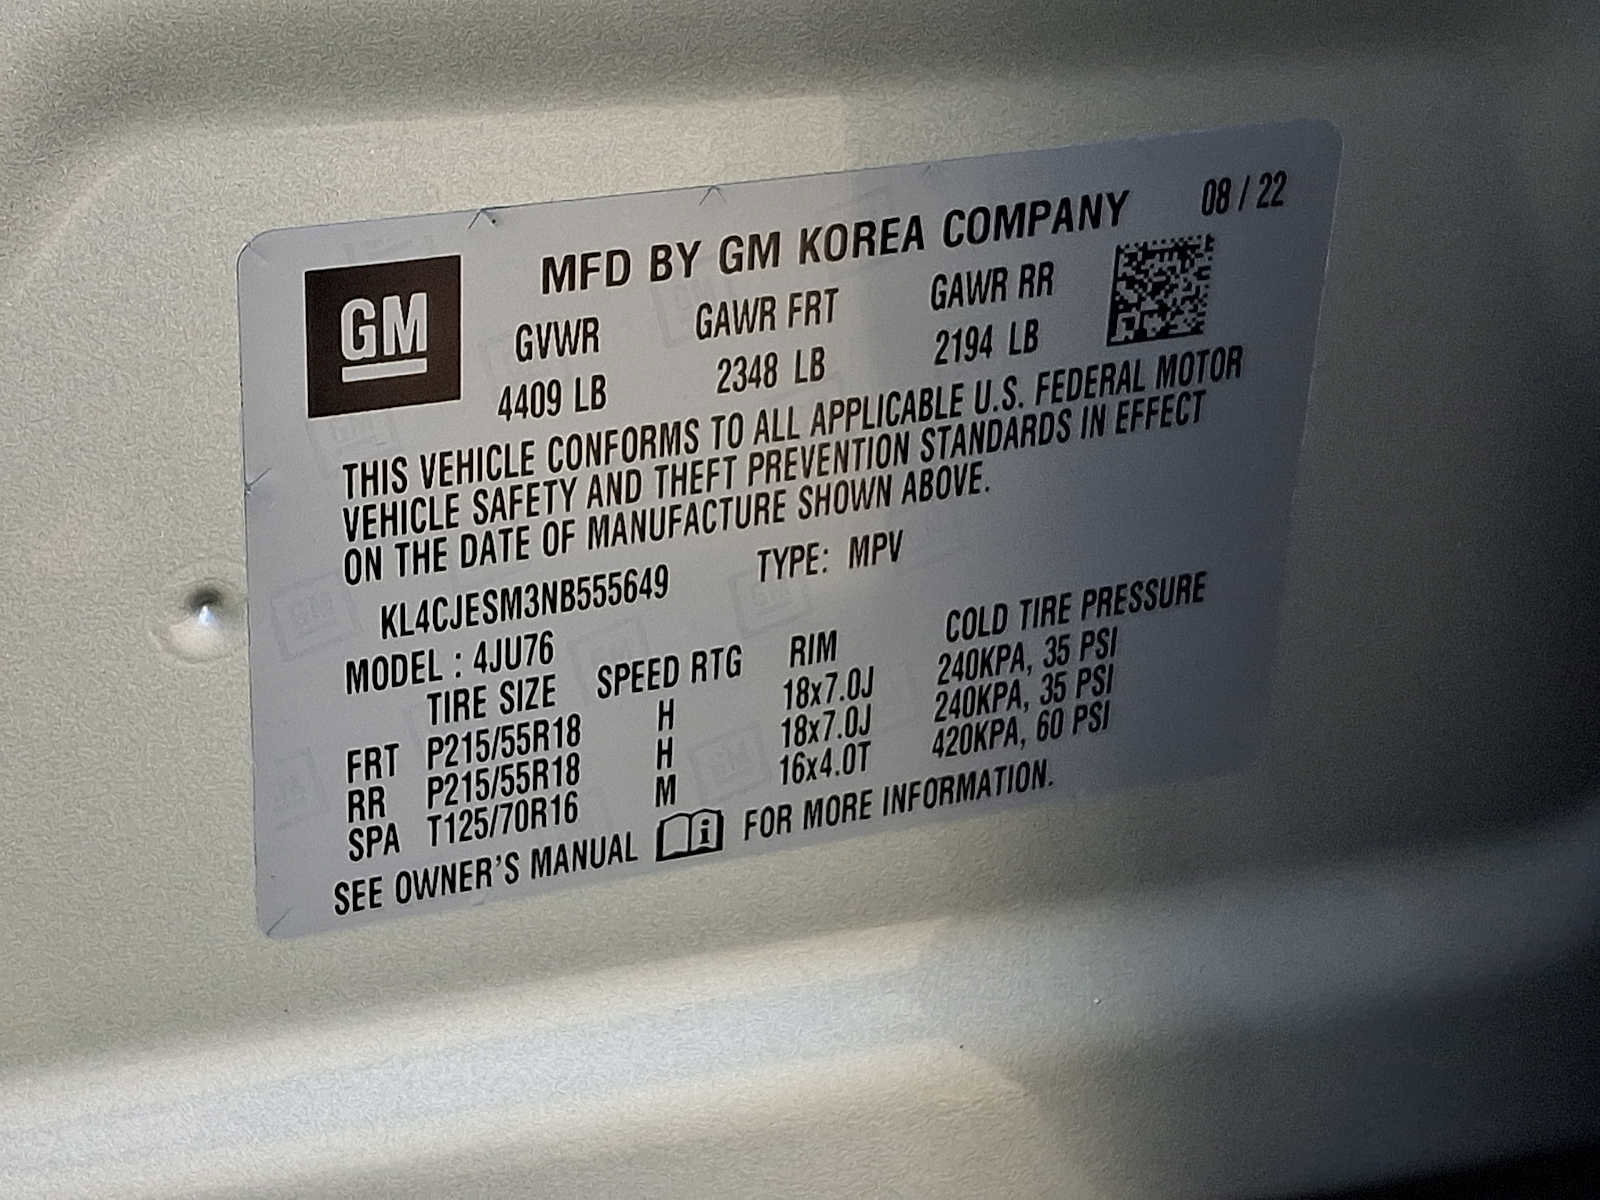 MFD BY GM KOREA COMPANY 08 / 22
GM
GVWR GAWR FRT GAWR RR
4409 LB 2348 LB 2194 LB
THIS VEHICLE CONFORMS TO ALL APPLICABLE U.S. FEDERAL MOTOR
VEHICLE SAFETY AND THEFT PREVENTION STANDARDS IN EFFECT
ON THE DATE OF MANUFACTURE SHOWN ABOVE.
KL4CJESM3NB555649 TYPE: MPV
MODEL : 4JU76
TIRE SIZE SPEED RTG RIM COLD TIRE PRESSURE
FRT P215/55R18 H 18x7.0J 240KPA, 35 PSI
RR P215/55R18 H 18x7.0J 240KPA, 35 PSI
SPA T125/70R16 M 16x4.0T 420KPA, 60 PSI
SEE OWNER'S MANUAL FOR MORE INFORMATION.